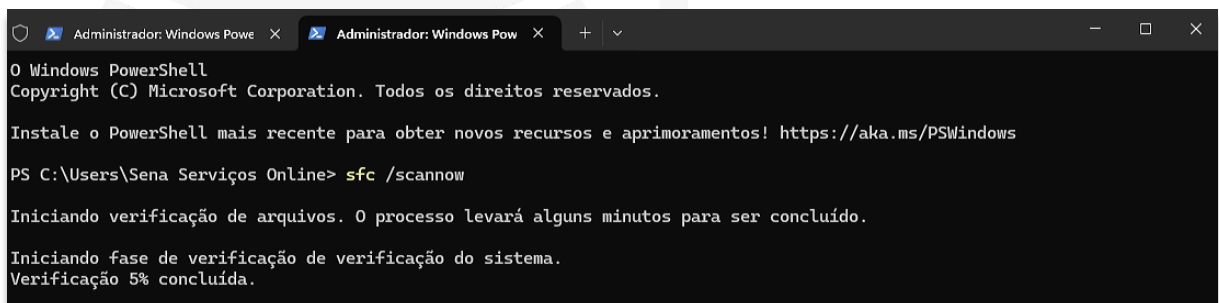 Administrador: Windows Powe
Administrador: Windows Pow
O Windows PowerShell
Copyright (C) Microsoft Corporation. Todos os direitos reservados.
Instale o PowerShell mais recente para obter novos recursos e aprimoramentos! https://aka.ms/PSWindows
PS C:\Users\Sena Serviços Online> sfc /scannow
Iniciando verificação de arquivos. O processo levará alguns minutos para ser concluído.
Iniciando fase de verificação de verificação do sistema.
Verificação 5% concluída.